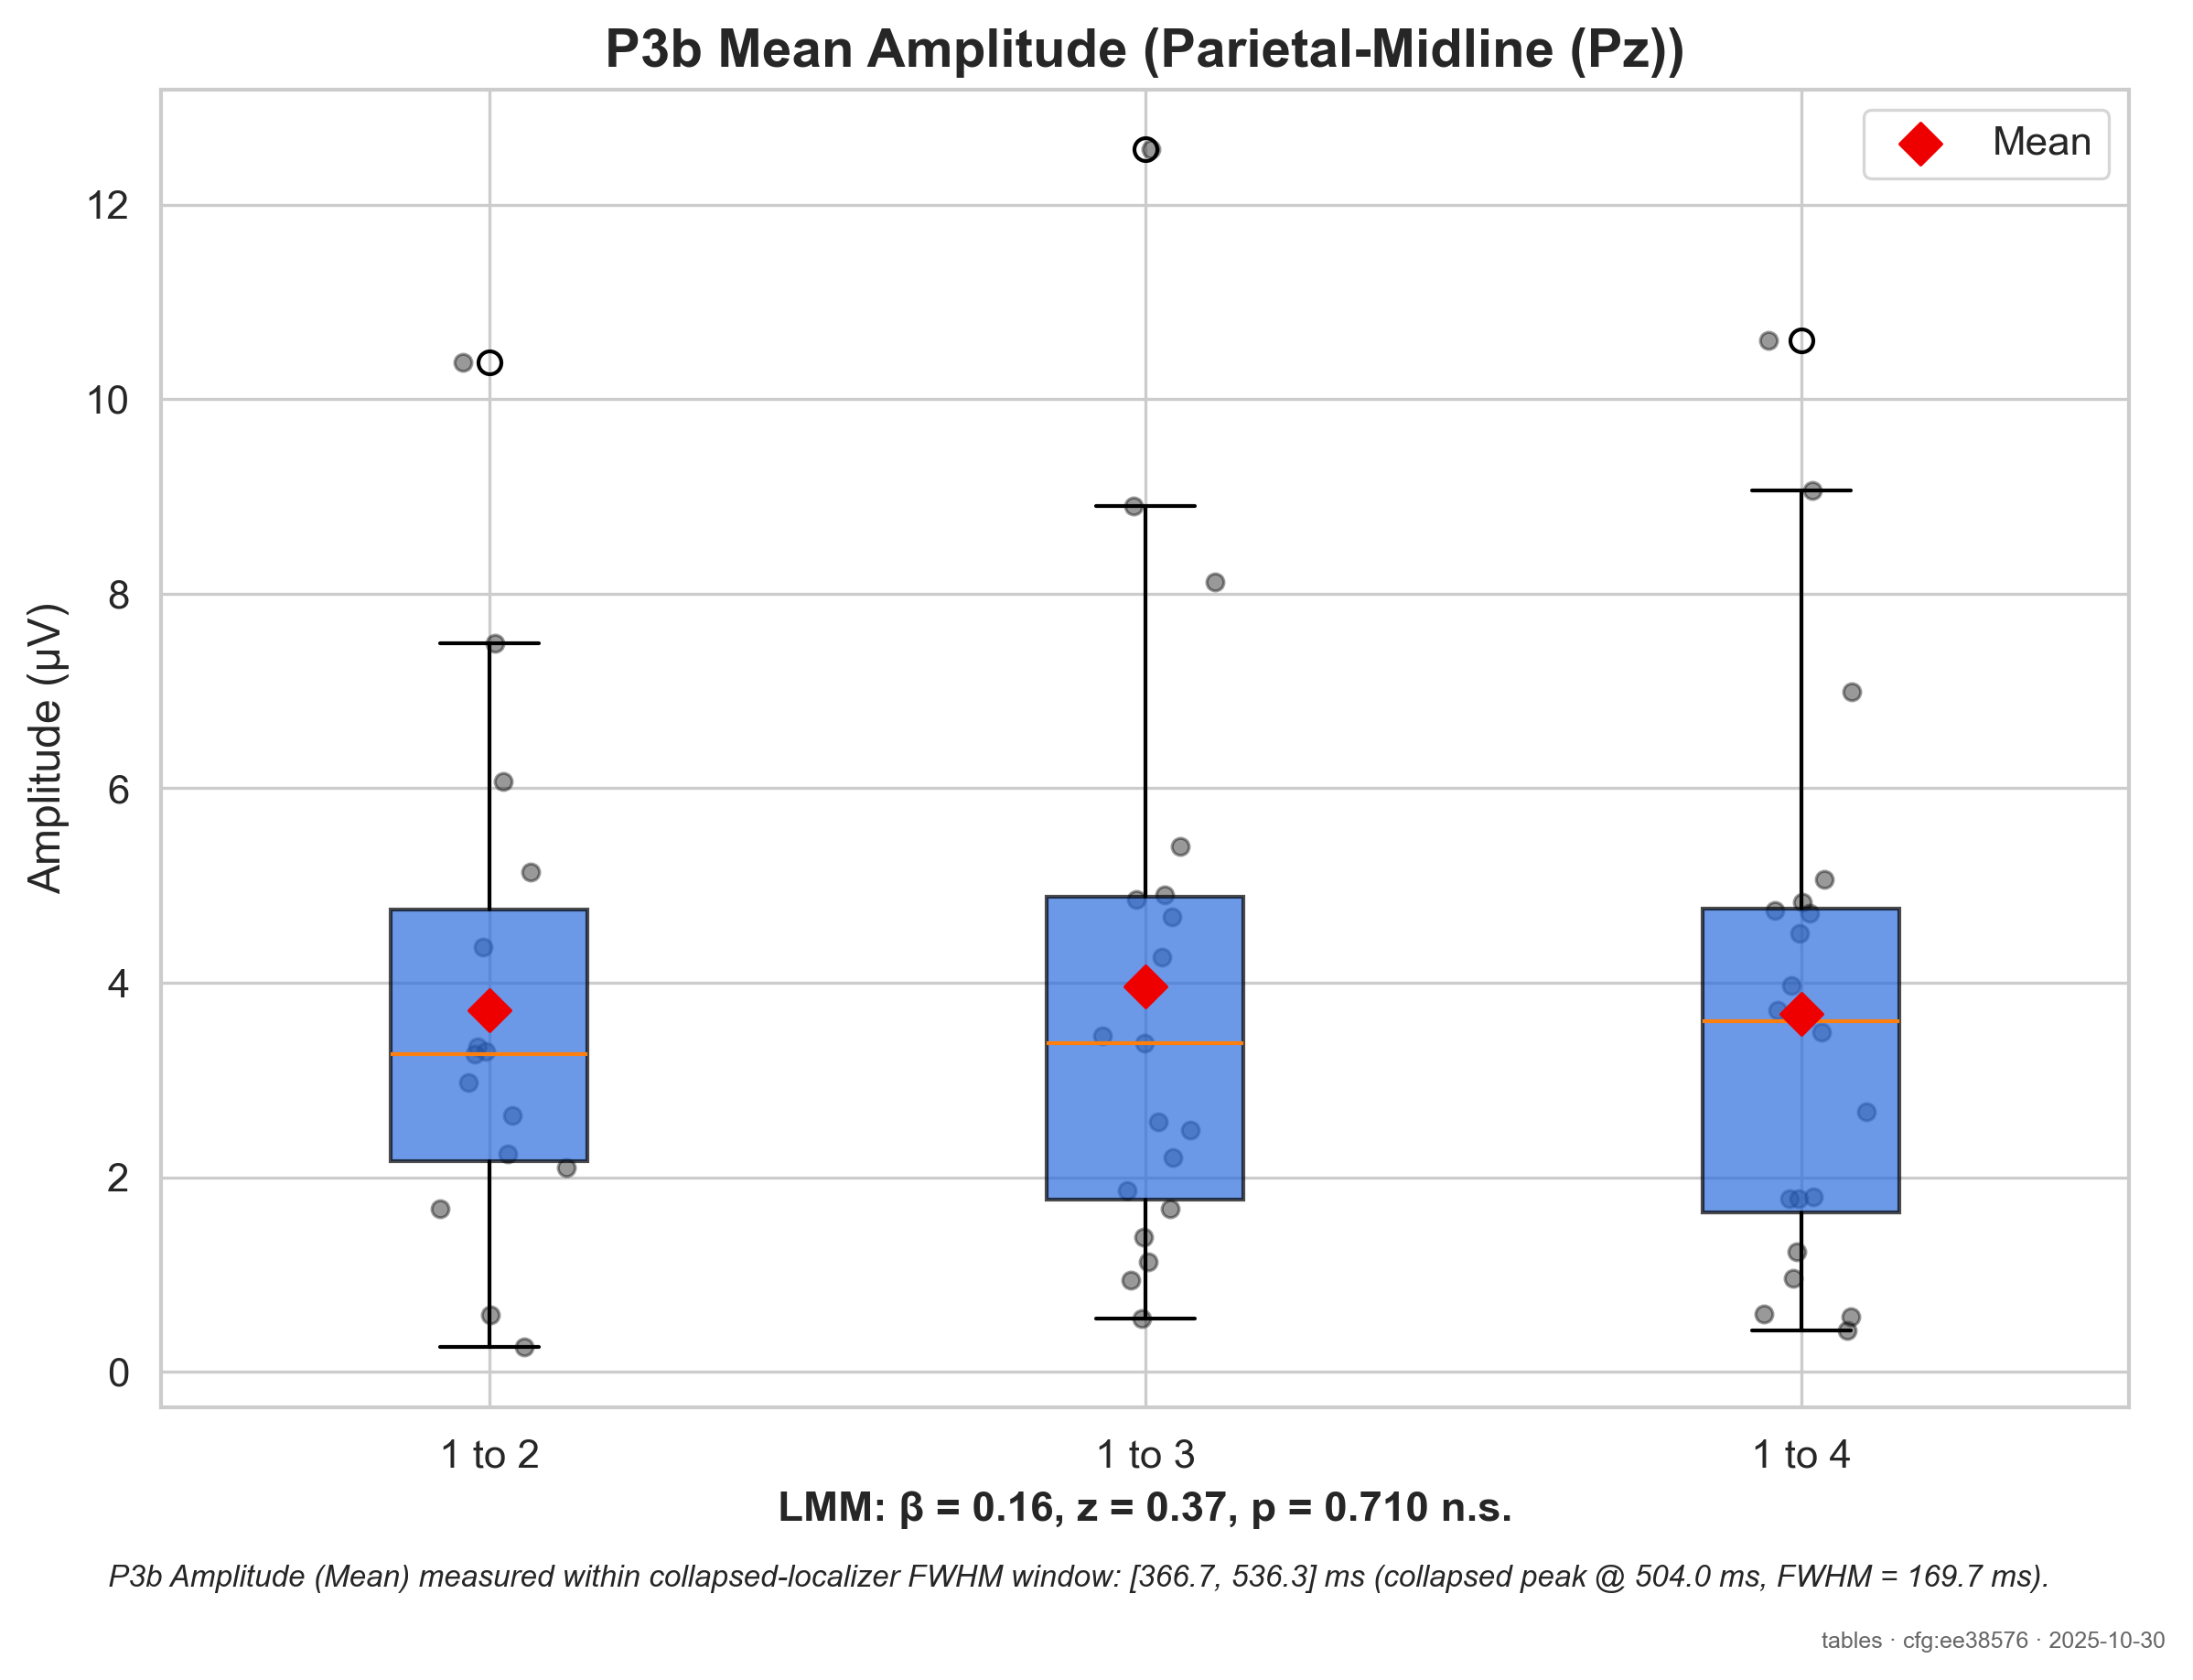 P3b Mean Amplitude (Parietal-Midline (Pz))
Mean
Amplitude (µV)
12
10
8
6
4
2
0
1 to 2
1 to 3
1 to 4
LMM: β = 0.16, z = 0.37, p = 0.710 n.s.
P3b Amplitude (Mean) measured within collapsed-localizer FWHM window: [366.7, 536.3] ms (collapsed peak @ 504.0 ms, FWHM = 169.7 ms).
tables · cfg:ee38576 · 2025-10-30